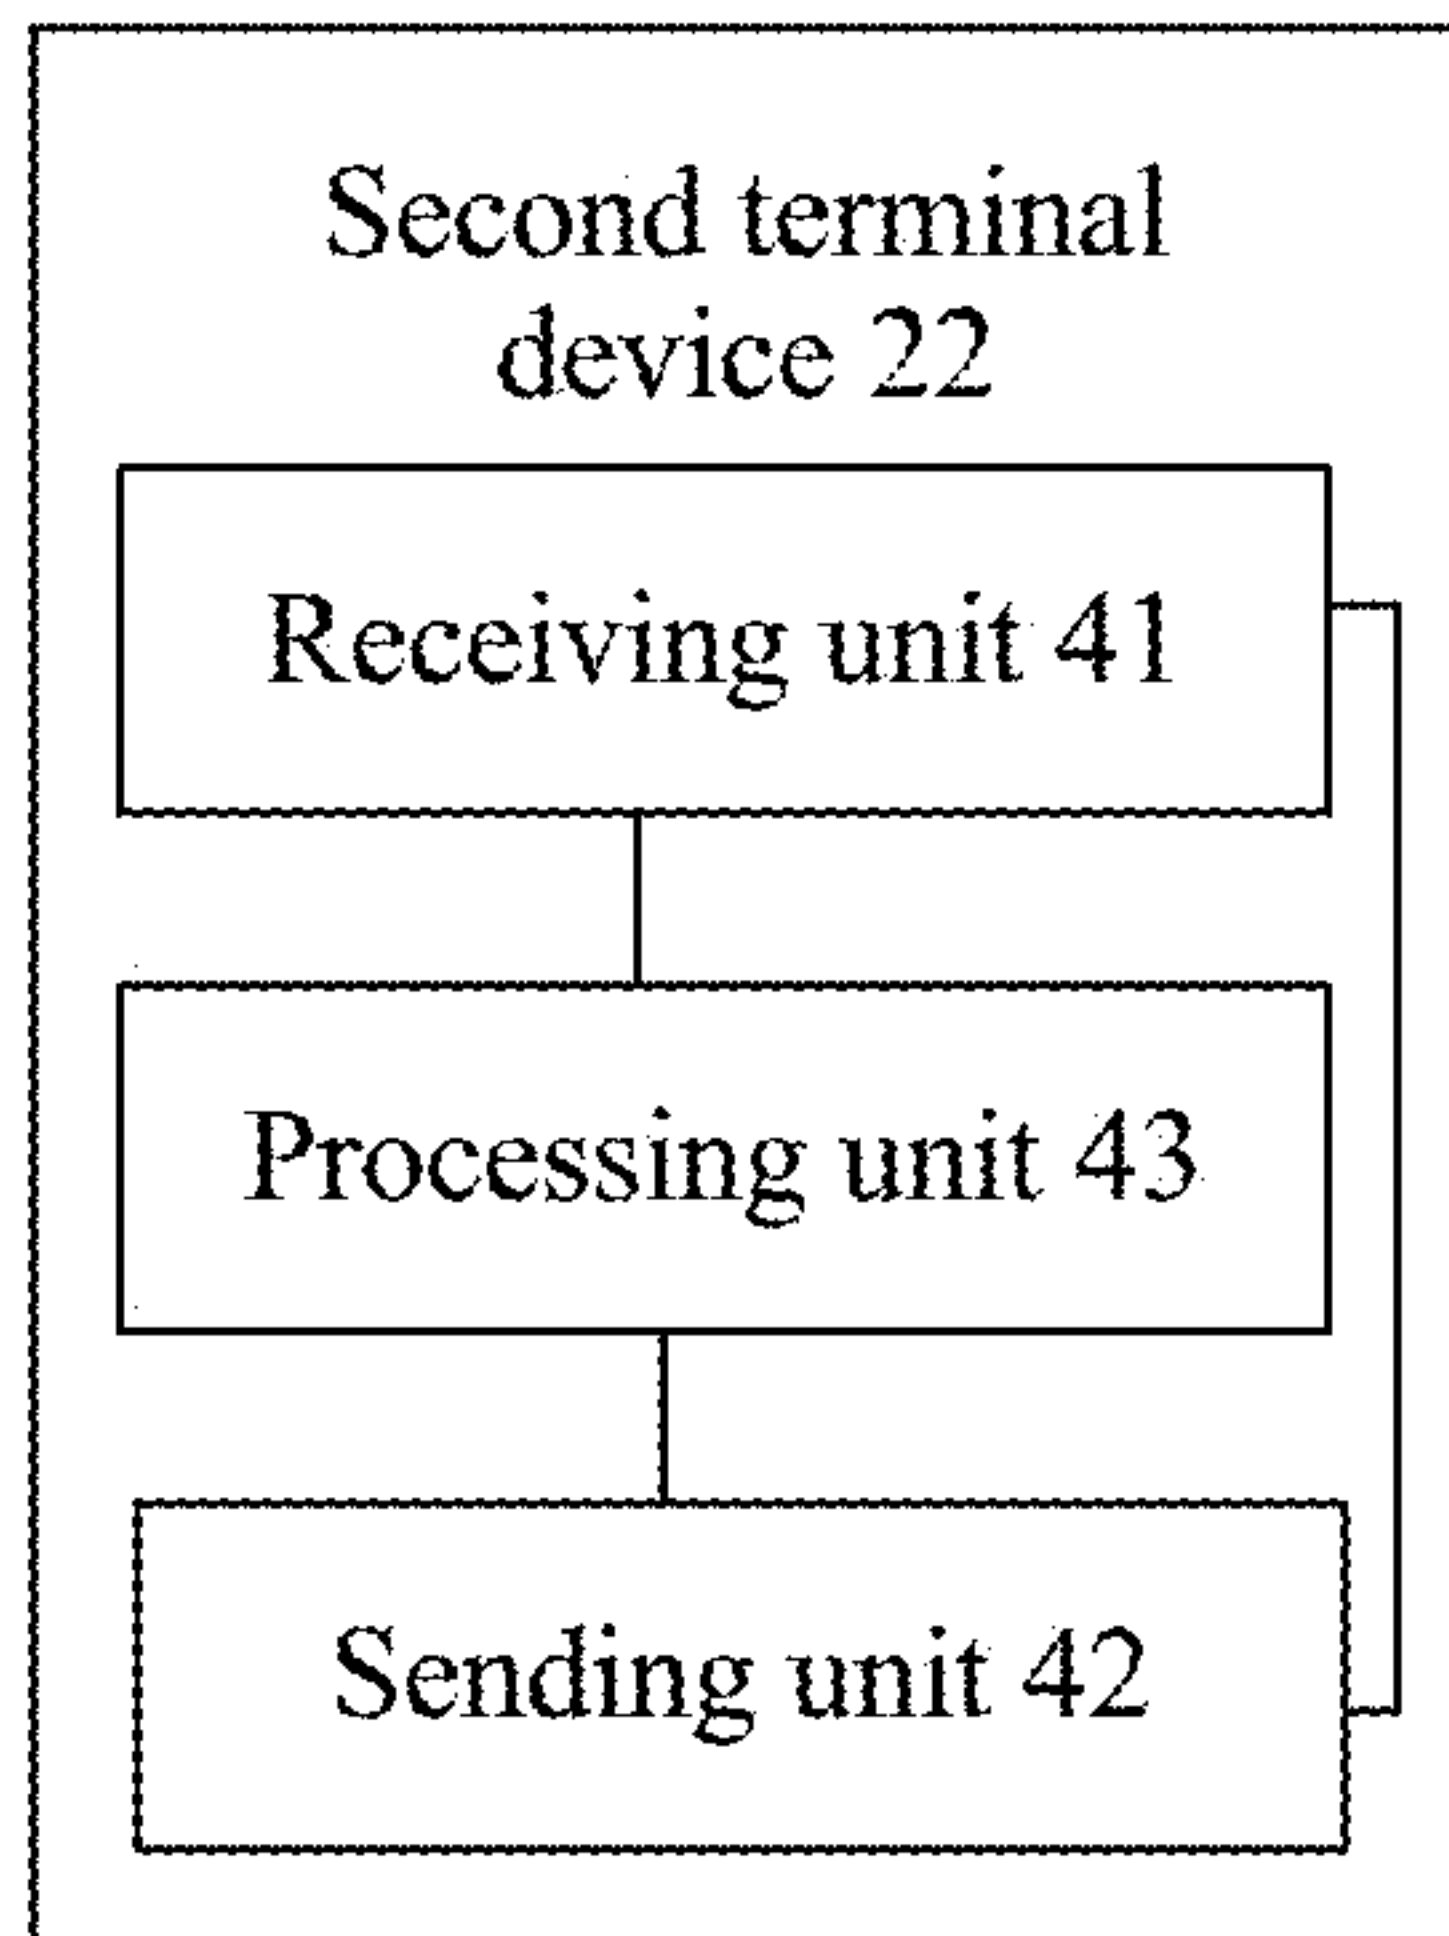 Second terminal
device 22
Receiving unit 41
Processing unit 43
Sending unit 42